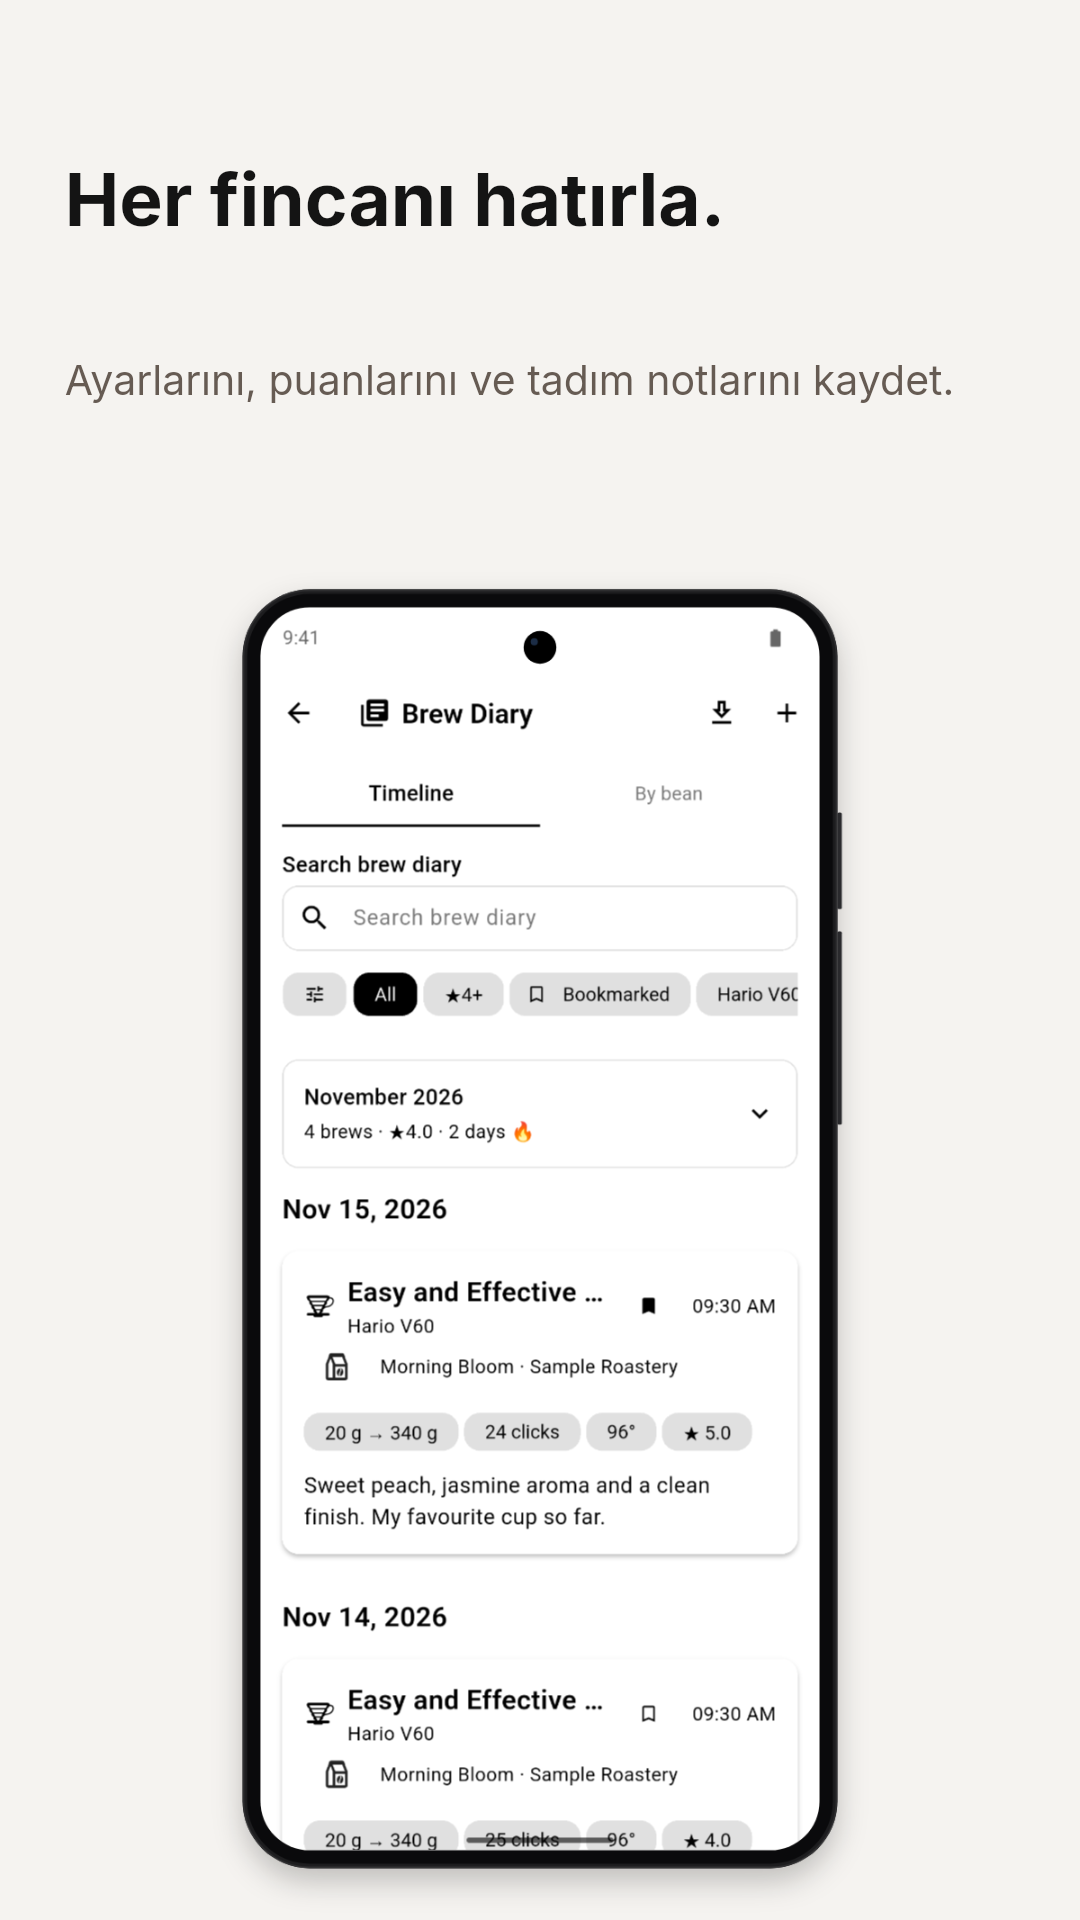 Her fincanı hatırla.
Ayarlarını, puanlarını ve tadım notlarını kaydet.
9:41
Brew Diary
Timeline
By bean
Search brew diary
Search brew diary
All
★4+
Bookmarked
Hario V60
November 2026
4 brews · ★4.0 · 2 days 🔥
Nov 15, 2026
Easy and Effective ...
09:30 AM
Hario V60
Morning Bloom · Sample Roastery
20 g → 340 g
24 clicks
96°
★ 5.0
Sweet peach, jasmine aroma and a clean
finish. My favourite cup so far.
Nov 14, 2026
Easy and Effective ...
09:30 AM
Hario V60
Morning Bloom · Sample Roastery
20 g → 340 g
25 clicks
96°
★ 4.0